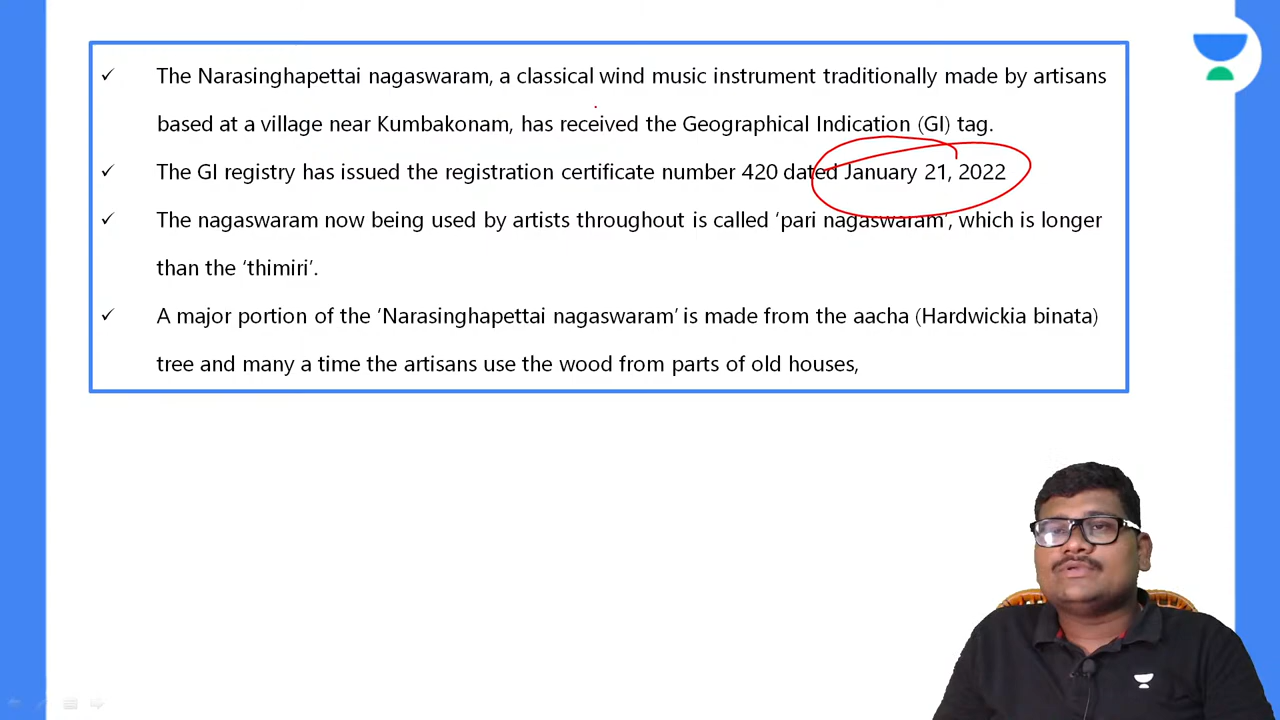 The Narasinghapettai nagaswaram, a classical wind music instrument traditionally made by artisans
based at a village near Kumbakonam, has received the Geographical Indication (GI) tag.
The GI registry has issued the registration certificate number 420 dated January 21, 2022
The nagaswaram now being used by artists throughout is called ‘pari nagaswaram’, which is longer
than the ‘thimiri’.
A major portion of the ‘Narasinghapettai nagaswaram’ is made from the aacha (Hardwickia binata)
tree and many a time the artisans use the wood from parts of old houses,